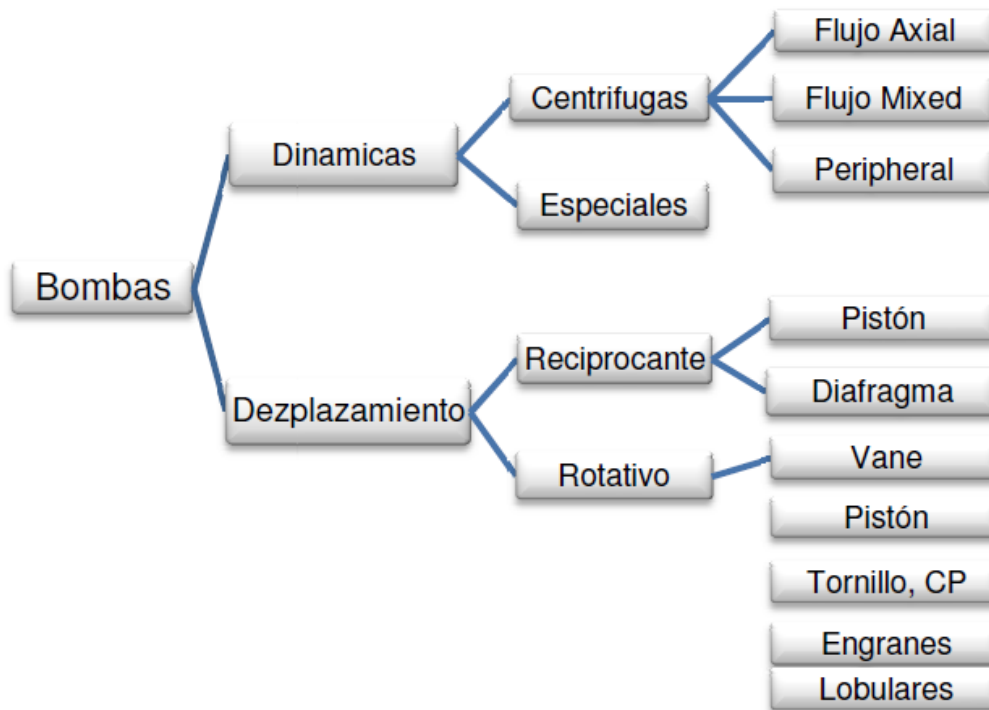 Bombas
Dinamicas
Centrifugas
Flujo Axial
Flujo Mixed
Peripheral
Especiales
Dezplazamiento
Reciprocante
Pistón
Diafragma
Rotativo
Vane
Pistón
Tornillo, CP
Engranes
Lobulares